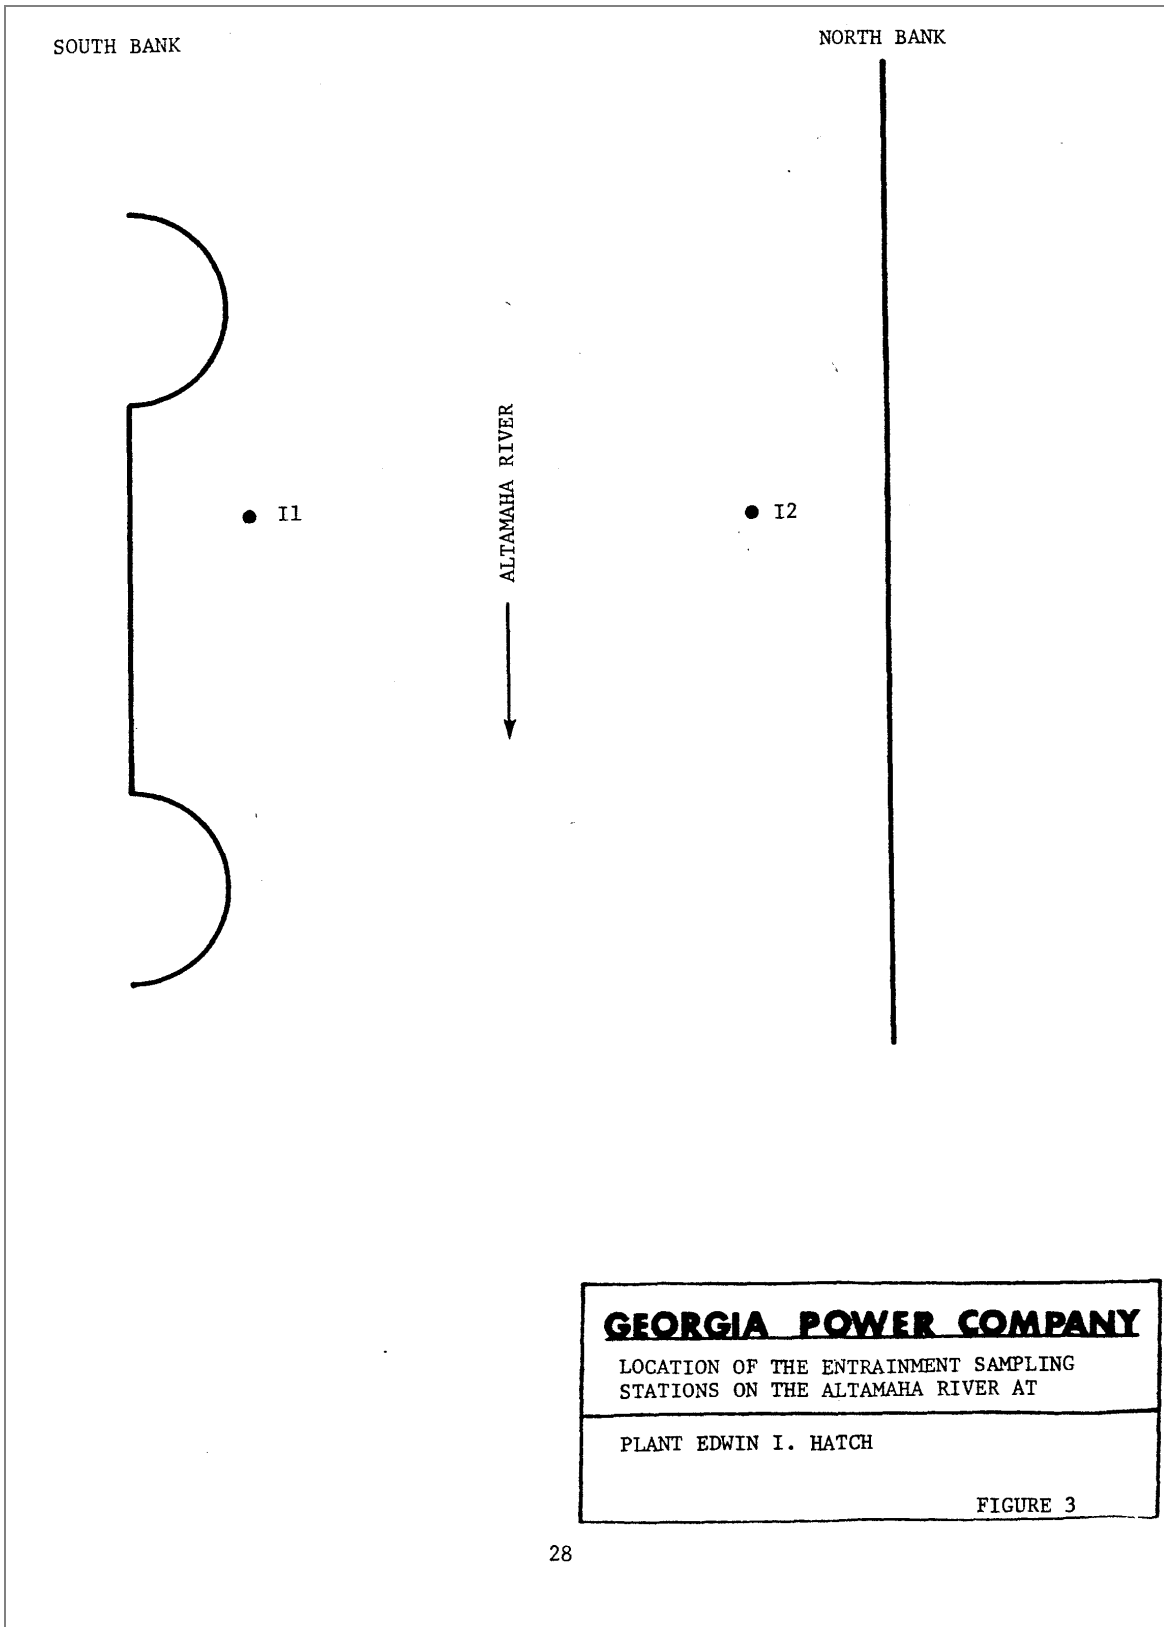 SOUTH BANK
NORTH BANK
ALTAMAHA RIVER
I1
I2
GEORGIA POWER COMPANY
LOCATION OF THE ENTRAINMENT SAMPLING
STATIONS ON THE ALTAMAHA RIVER AT
PLANT EDWIN I. HATCH
FIGURE 3
28